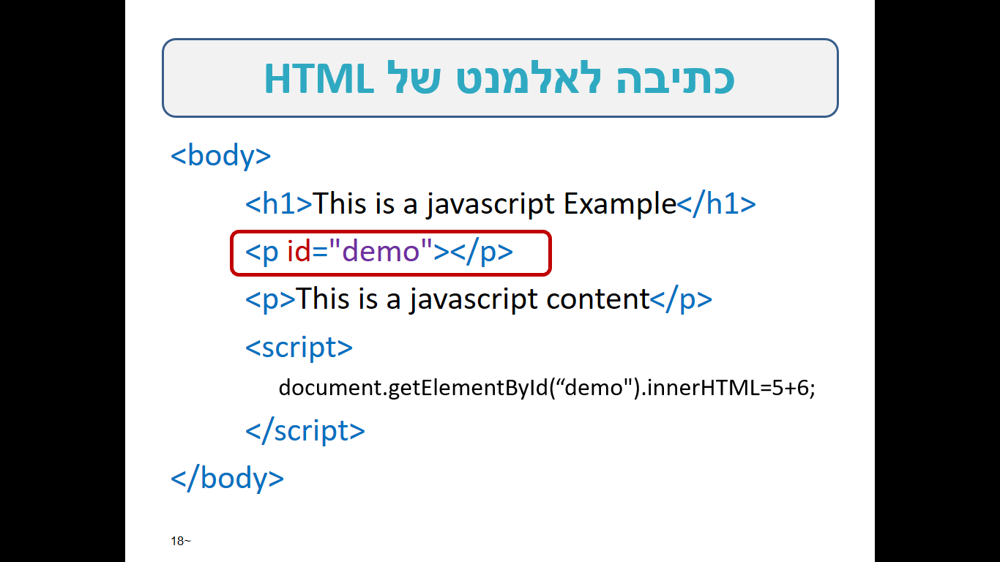 כתיבה לאלמנט של HTML
<body>
<h1>This is a javascript Example</h1>
<p id="demo"></p>
<p>This is a javascript content</p>
<script>
document.getElementById(“demo").innerHTML=5+6;
</script>
</body>
18~